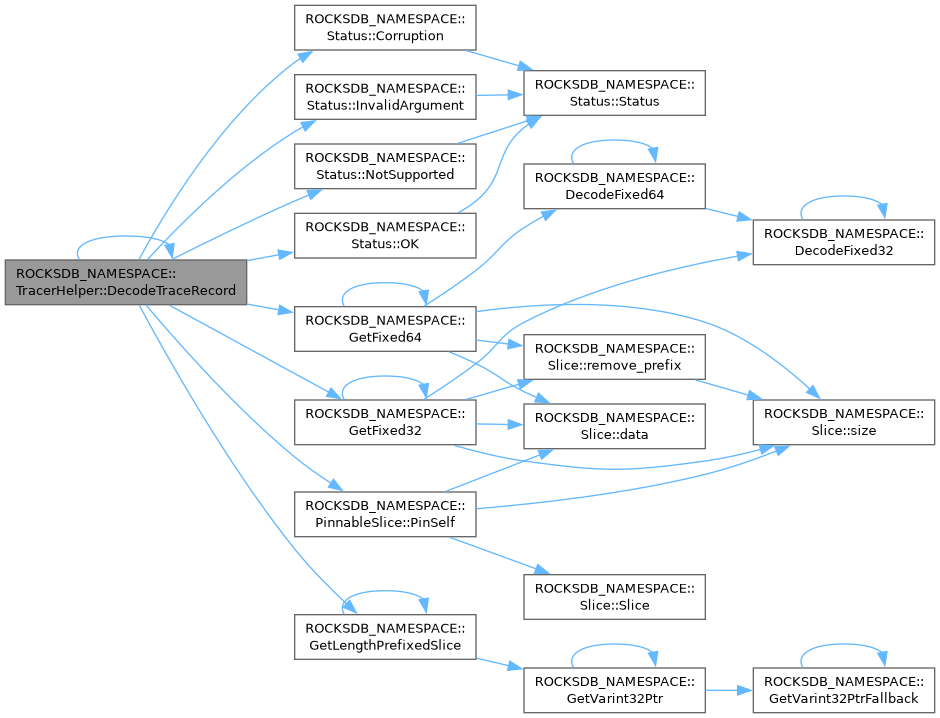 ROCKSDB_NAMESPACE::
Status::Corruption
ROCKSDB_NAMESPACE::
Status::InvalidArgument
ROCKSDB_NAMESPACE::
Status::Status
ROCKSDB_NAMESPACE::
Status::NotSupported
ROCKSDB_NAMESPACE::
DecodeFixed64
ROCKSDB_NAMESPACE::
Status::OK
ROCKSDB_NAMESPACE::
DecodeFixed32
ROCKSDB_NAMESPACE::
TracerHelper::DecodeTraceRecord
ROCKSDB_NAMESPACE::
GetFixed64
ROCKSDB_NAMESPACE::
Slice::remove_prefix
ROCKSDB_NAMESPACE::
GetFixed32
ROCKSDB_NAMESPACE::
Slice::data
ROCKSDB_NAMESPACE::
Slice::size
ROCKSDB_NAMESPACE::
PinnableSlice::PinSelf
ROCKSDB_NAMESPACE::
Slice::Slice
ROCKSDB_NAMESPACE::
GetLengthPrefixedSlice
ROCKSDB_NAMESPACE::
GetVarint32Ptr
ROCKSDB_NAMESPACE::
GetVarint32PtrFallback